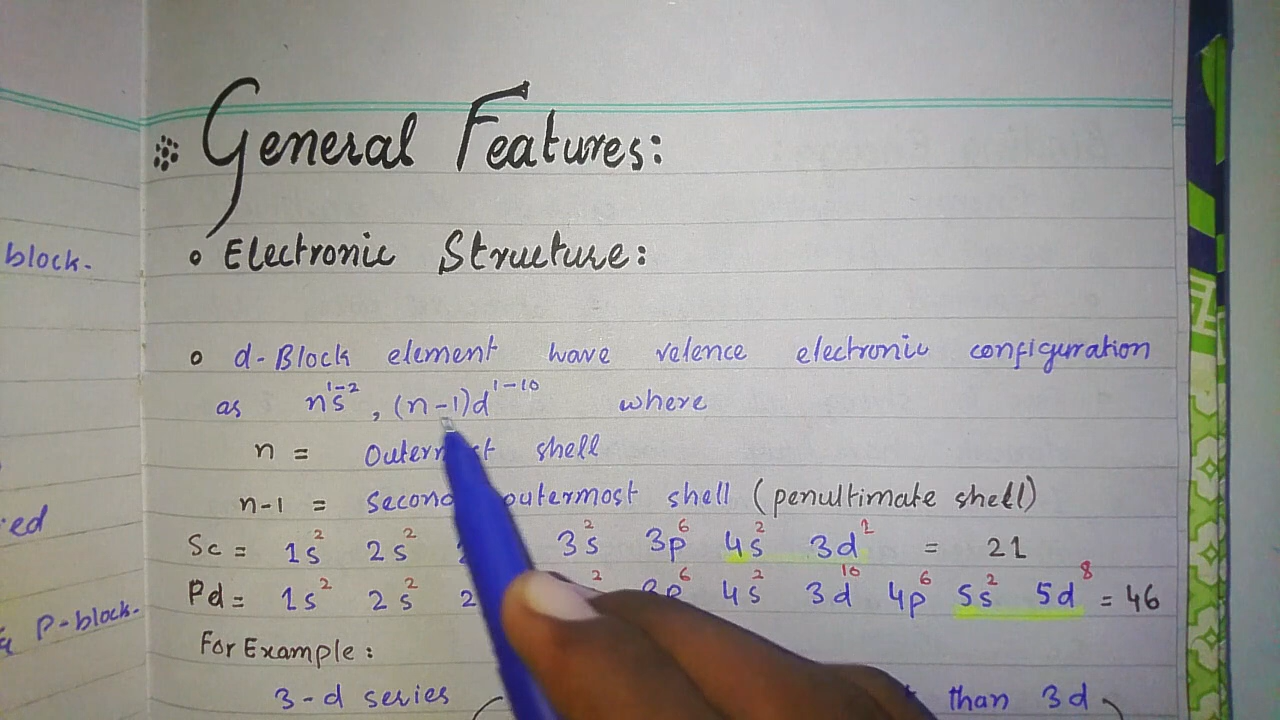 General Features:
Electronic Structure:
block.
d-Block element have valence electronic configuration
as ns¹⁻², (n-1)d¹⁻¹⁰ where
n = shell
n-1 = outermost shell (penultimate shell)
ed
Sc = 1s² 2s² 3s² 3p⁶ 4s² 3d¹ = 21
Pd = 1s² 2s² 3p⁶ 4s² 3d¹⁰ 4p⁶ 5s² 5d⁸ = 46
P-block.
For Example:
3-d series than 3d